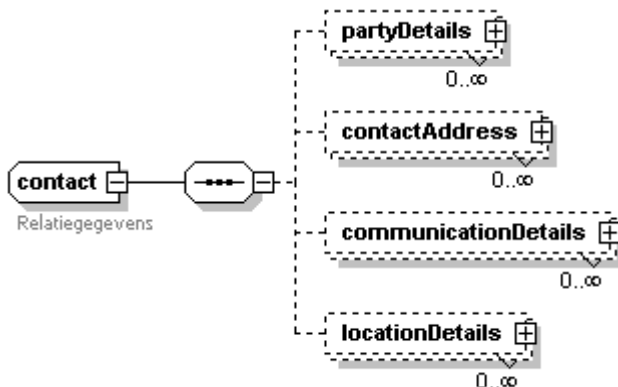 partyDetails
0..∞
contactAddress
0..∞
contact
Relatiegegevens
communicationDetails
0..∞
locationDetails
0..∞